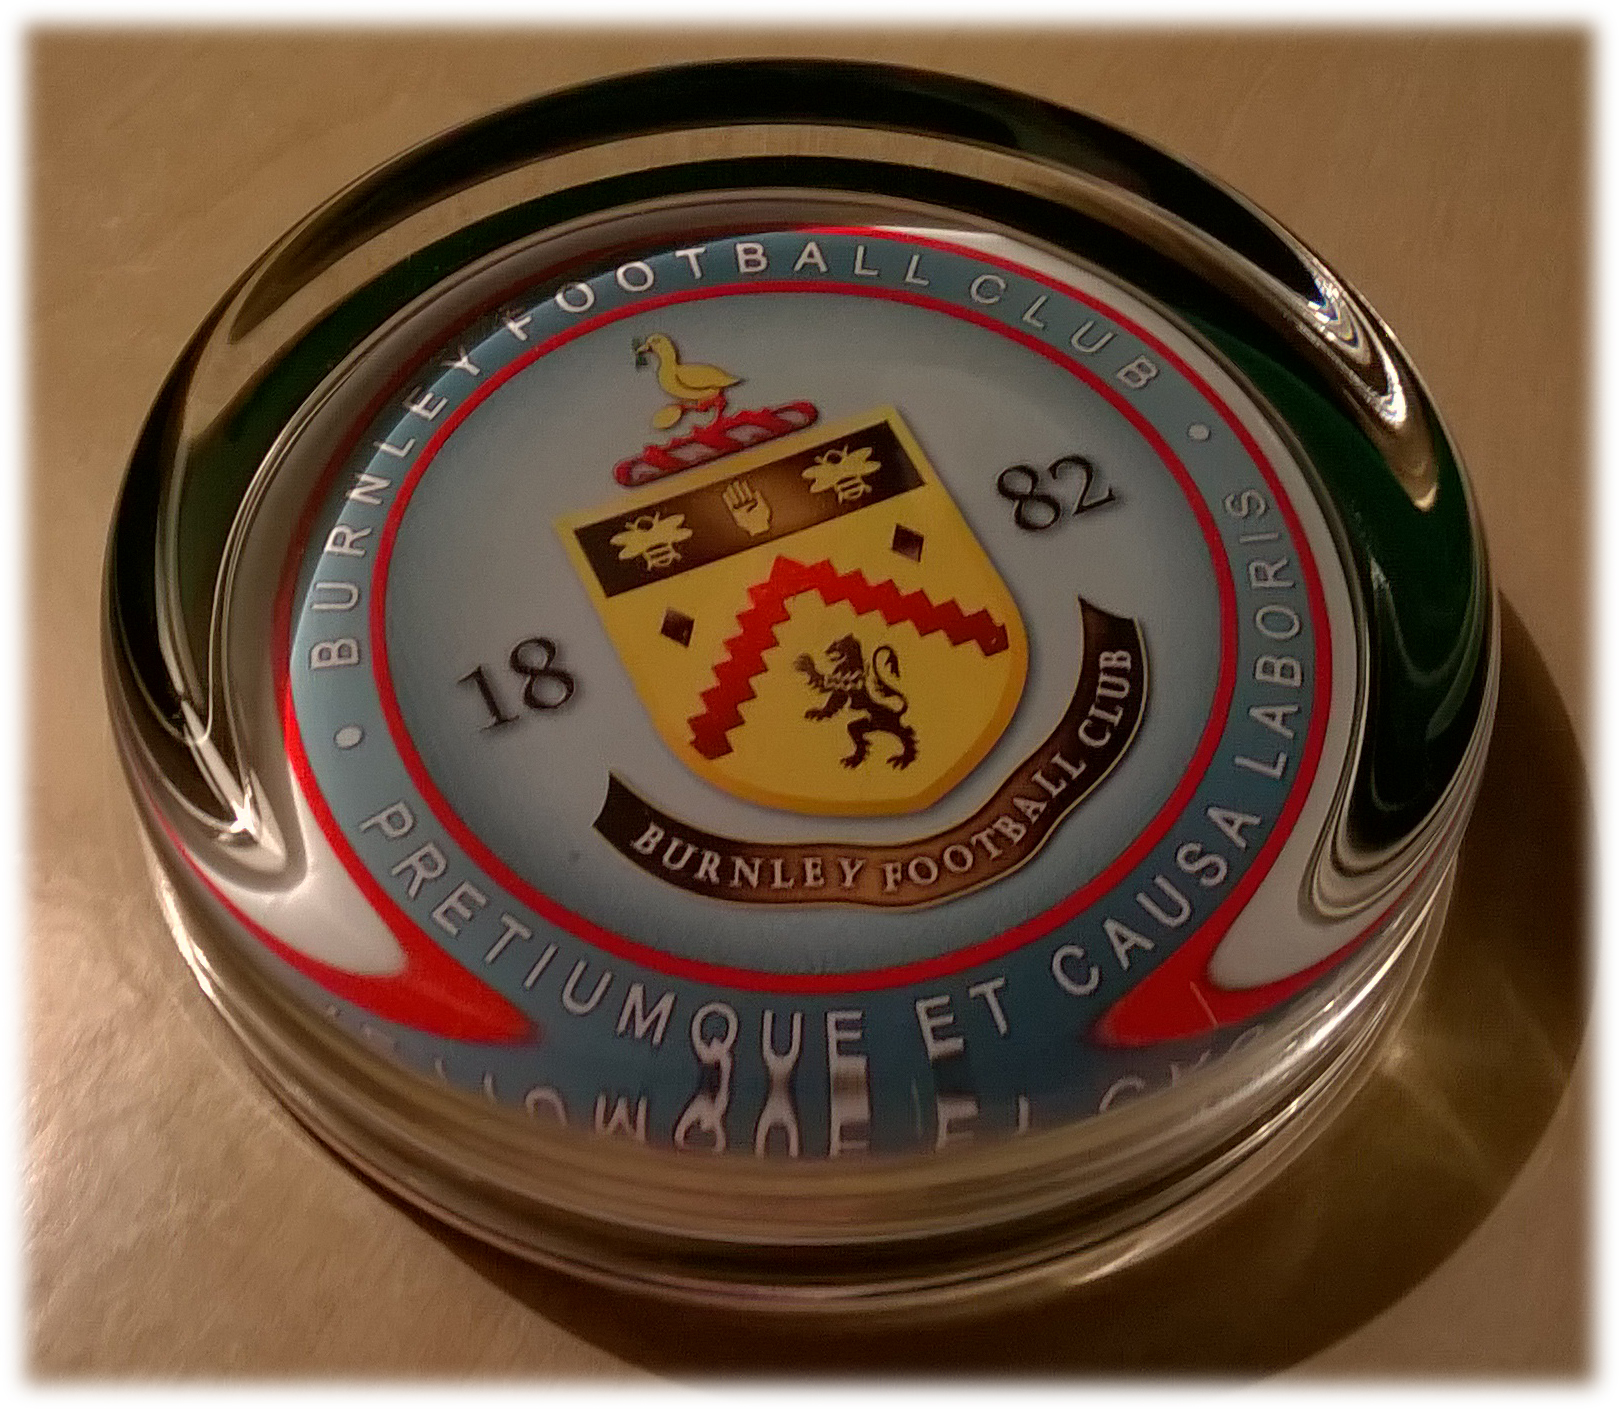 BURNLEY FOOTBALL CLUB
18 82
BURNLEY FOOTBALL CLUB
PRETIUMQUE ET CAUSA LABORIS